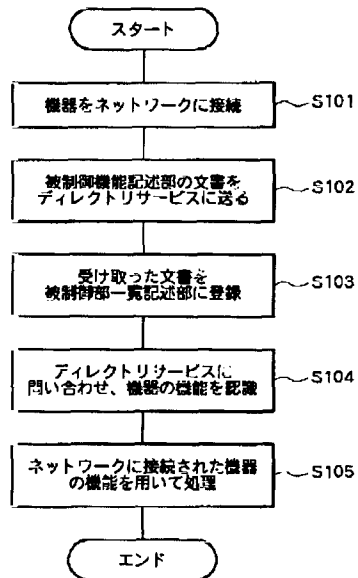 スタート
機器をネットワークに接続
S101
被制御機能記述部の文書を
ディレクトリサービスに送る
S102
受け取った文書を
被制御部一覧記述部に登録
S103
ディレクトリサービスに
問い合わせ、機器の機能を認識
S104
ネットワークに接続された機器
の機能を用いて処理
S105
エンド